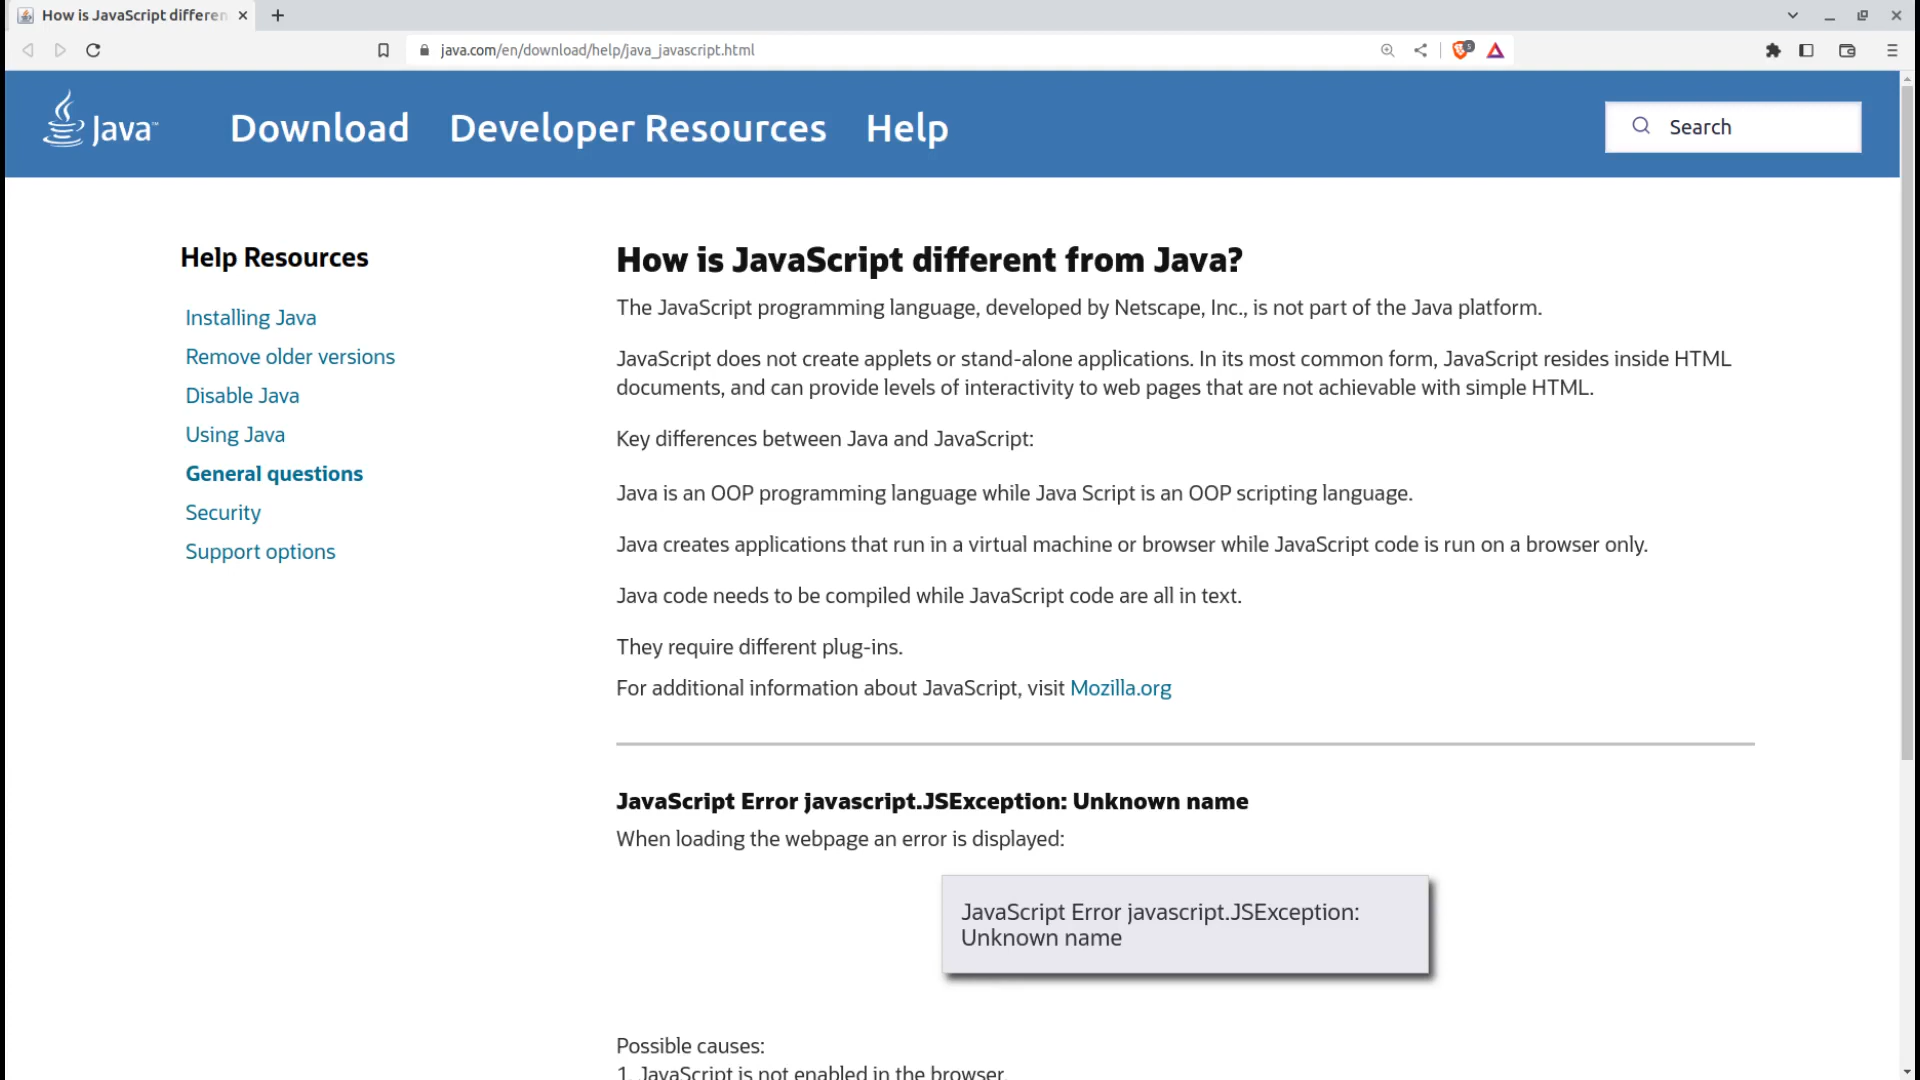 How is JavaScript differen
java.com/en/download/help/java_javascript.html
5
Java™
Download
Developer Resources
Help
Search
Help Resources
Installing Java
Remove older versions
Disable Java
Using Java
General questions
Security
Support options
How is JavaScript different from Java?
The JavaScript programming language, developed by Netscape, Inc., is not part of the Java platform.
JavaScript does not create applets or stand-alone applications. In its most common form, JavaScript resides inside HTML
documents, and can provide levels of interactivity to web pages that are not achievable with simple HTML.
Key differences between Java and JavaScript:
Java is an OOP programming language while Java Script is an OOP scripting language.
Java creates applications that run in a virtual machine or browser while JavaScript code is run on a browser only.
Java code needs to be compiled while JavaScript code are all in text.
They require different plug-ins.
For additional information about JavaScript, visit Mozilla.org
JavaScript Error javascript.JSException: Unknown name
When loading the webpage an error is displayed:
JavaScript Error javascript.JSException:
Unknown name
Possible causes:
1. JavaScript is not enabled in the browser.